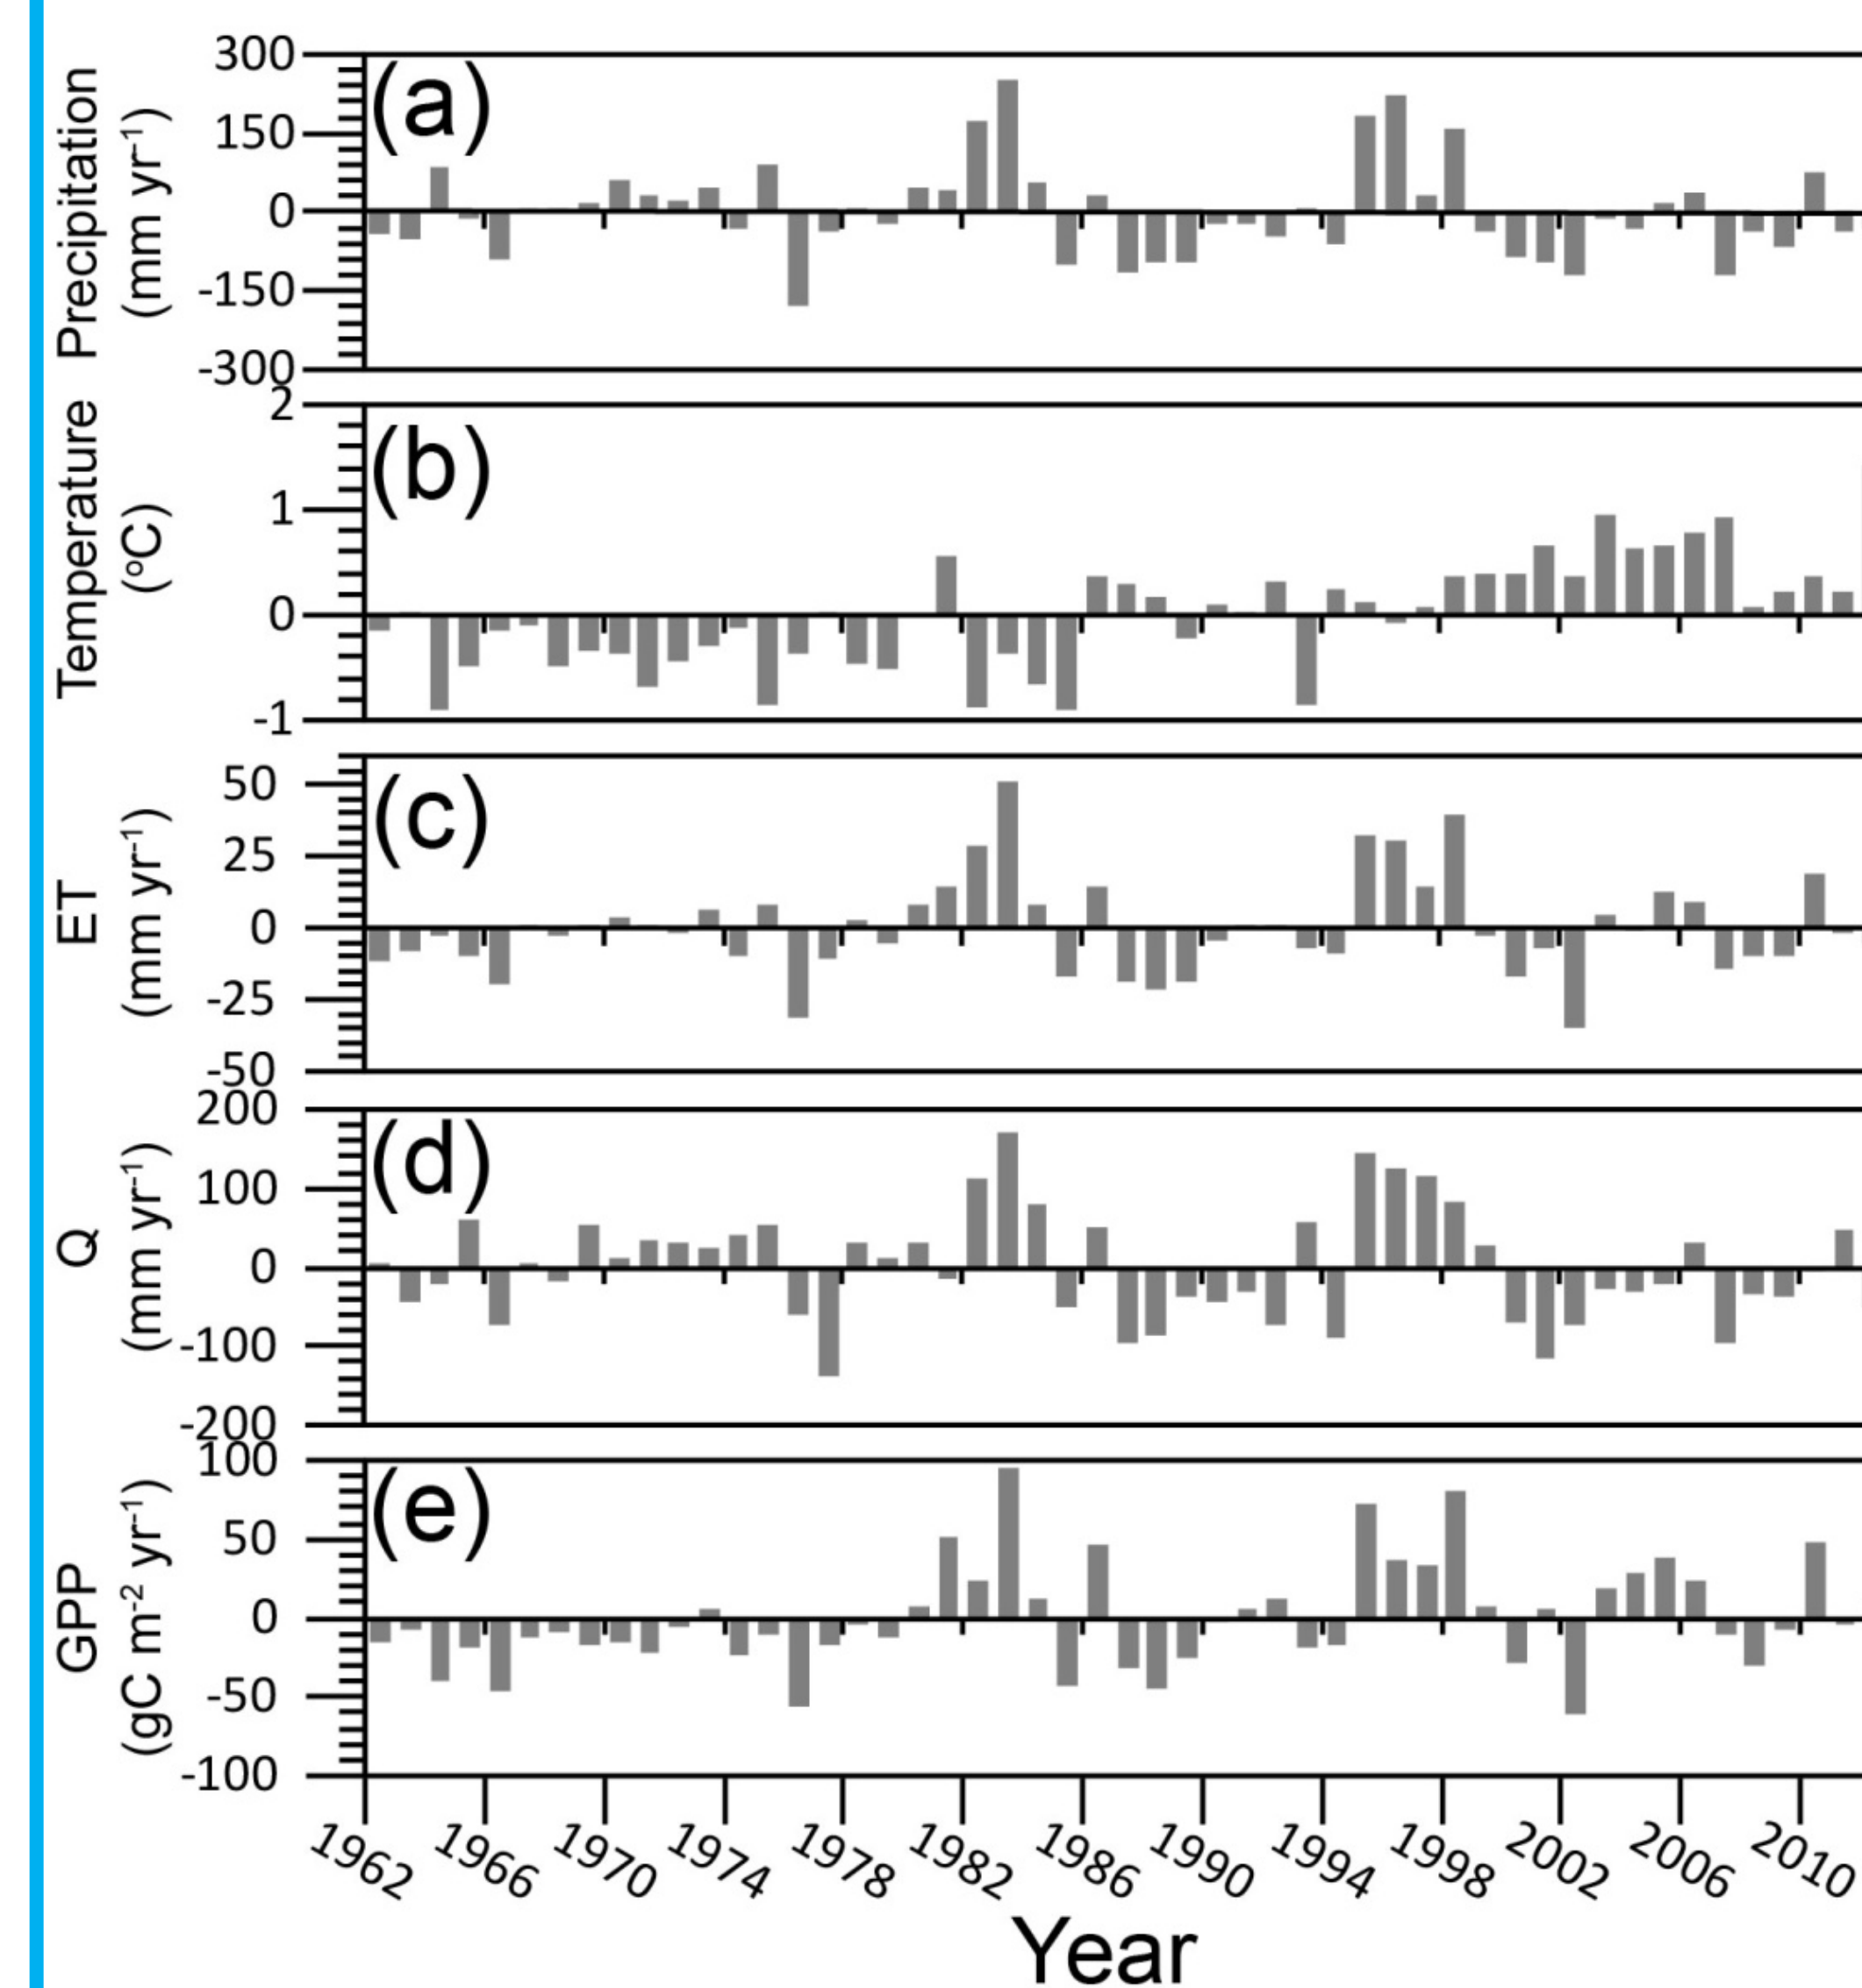 (a)
Precipitation
(mm yr-1)
300
150
0
-150
-300
(b)
Temperature
(oC)
2
1
0
-1
(c)
ET
(mm yr-1)
50
25
0
-25
-50
(d)
Q
(mm yr-1)
200
100
0
-100
-200
(e)
GPP
(gC m-2 yr-1)
100
50
0
-50
-100
1962 1966 1970 1974 1978 1982 1986 1990 1994 1998 2002 2006 2010
Year